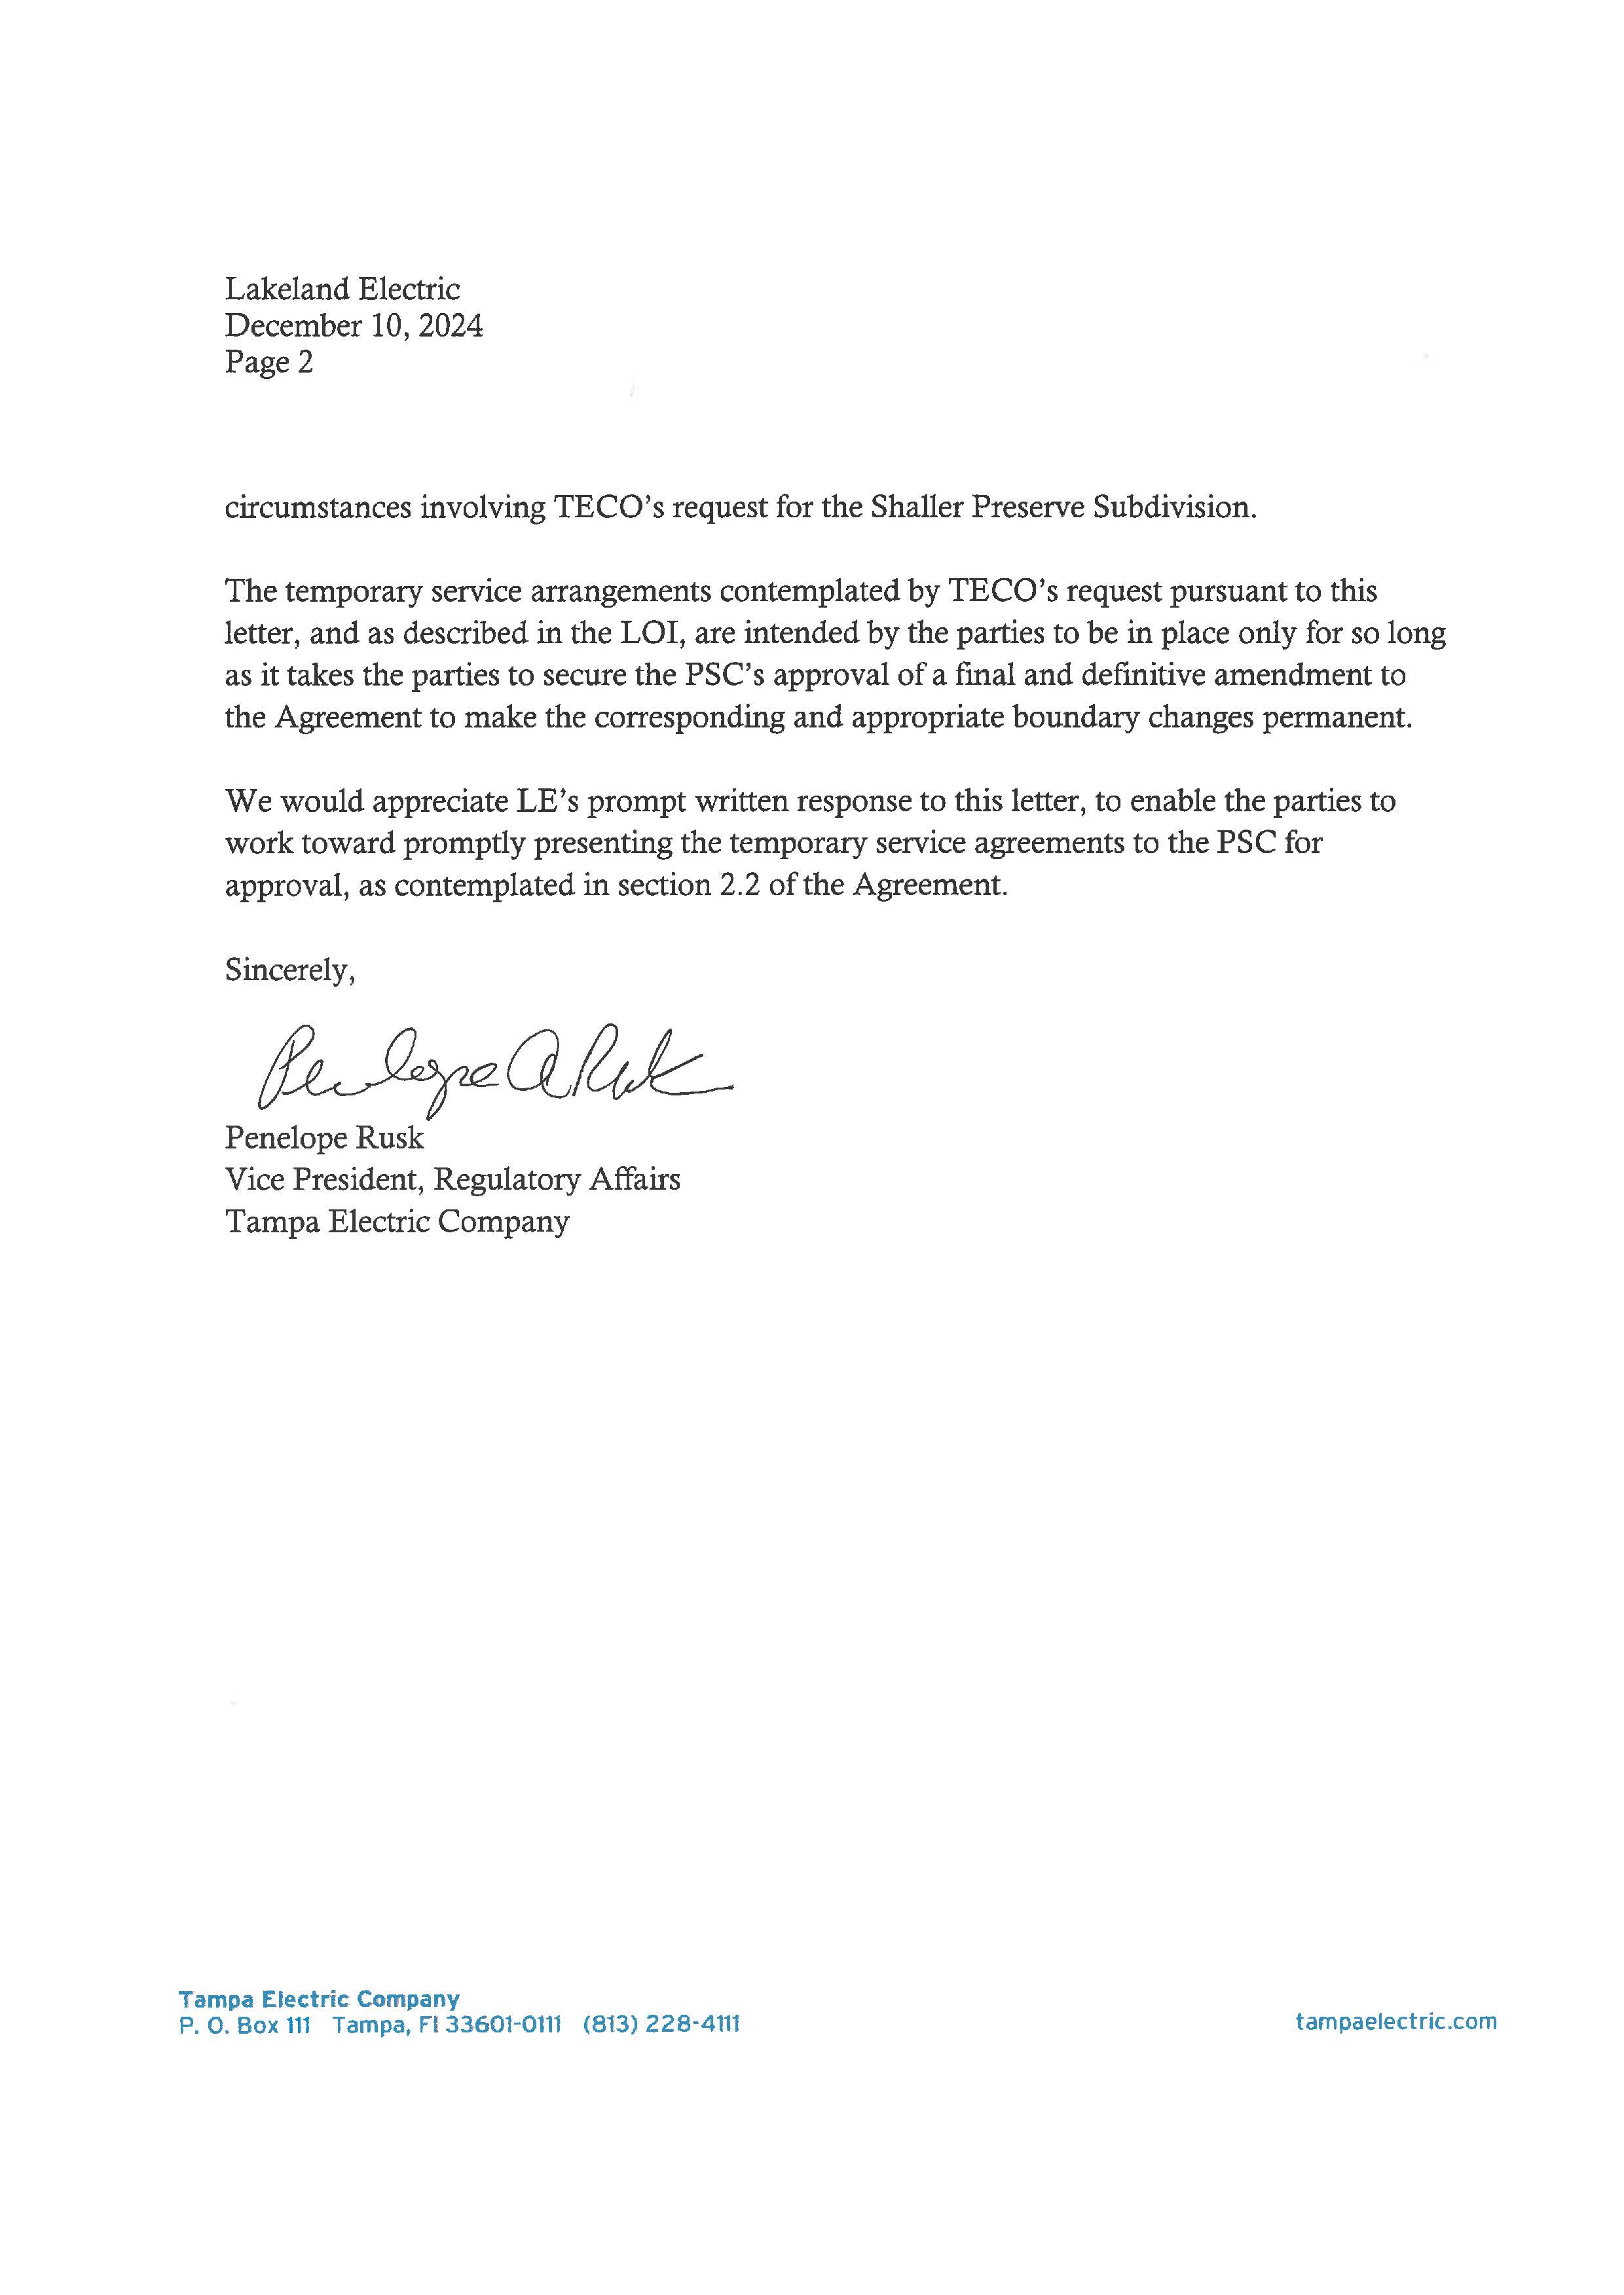 Lakeland Electric
December 10, 2024
Page 2
circumstances involving TECO's request for the Shaller Preserve Subdivision.
The temporary service arrangements contemplated by TECO's request pursuant to this
letter, and as described in the LOI, are intended by the parties to be in place only for so long
as it takes the parties to secure the PSC's approval of a final and definitive amendment to
the Agreement to make the corresponding and appropriate boundary changes permanent.
We would appreciate LE's prompt written response to this letter, to enable the parties to
work toward promptly presenting the temporary service agreements to the PSC for
approval, as contemplated in section 2.2 of the Agreement.
Sincerely,
Penelope A Rusk
Penelope Rusk
Vice President, Regulatory Affairs
Tampa Electric Company
Tampa Electric Company
P. O. Box 111 Tampa, Fl 33601-0111 (813) 228-4111
tampaelectric.com